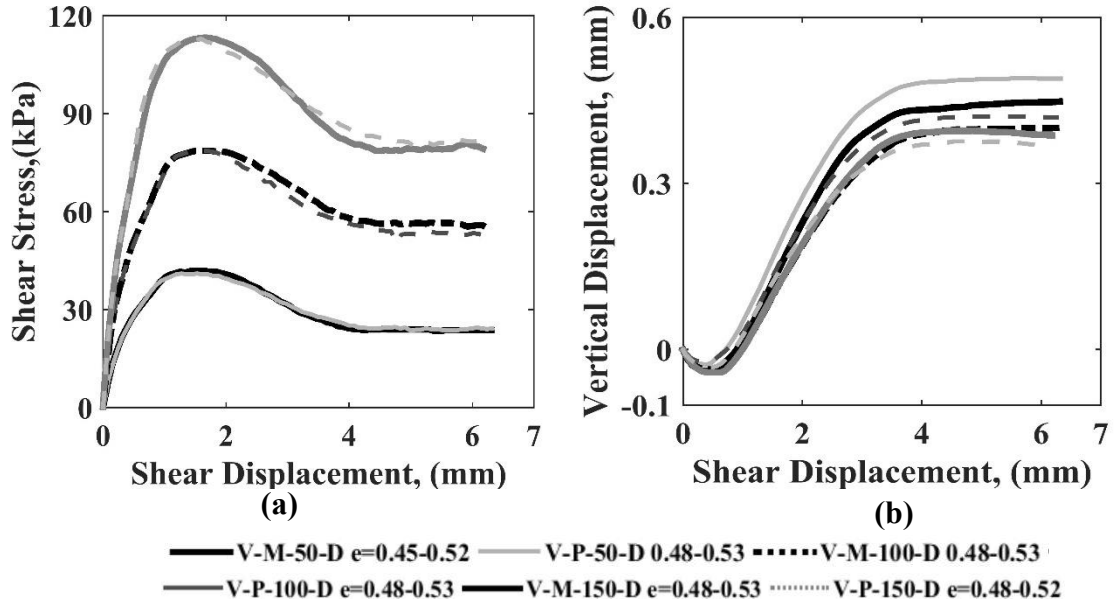 120
90
60
30
0
Shear Stress,(kPa)
0 2 4 6 7
Shear Displacement, (mm)
(a)
0.6
0.3
0
-0.1
Vertical Displacement, (mm)
0 2 4 6 7
Shear Displacement, (mm)
(b)
V-M-50-D e=0.45-0.52 V-P-50-D 0.48-0.53 V-M-100-D 0.48-0.53
V-P-100-D e=0.48-0.53 V-M-150-D e=0.48-0.53 V-P-150-D e=0.48-0.52